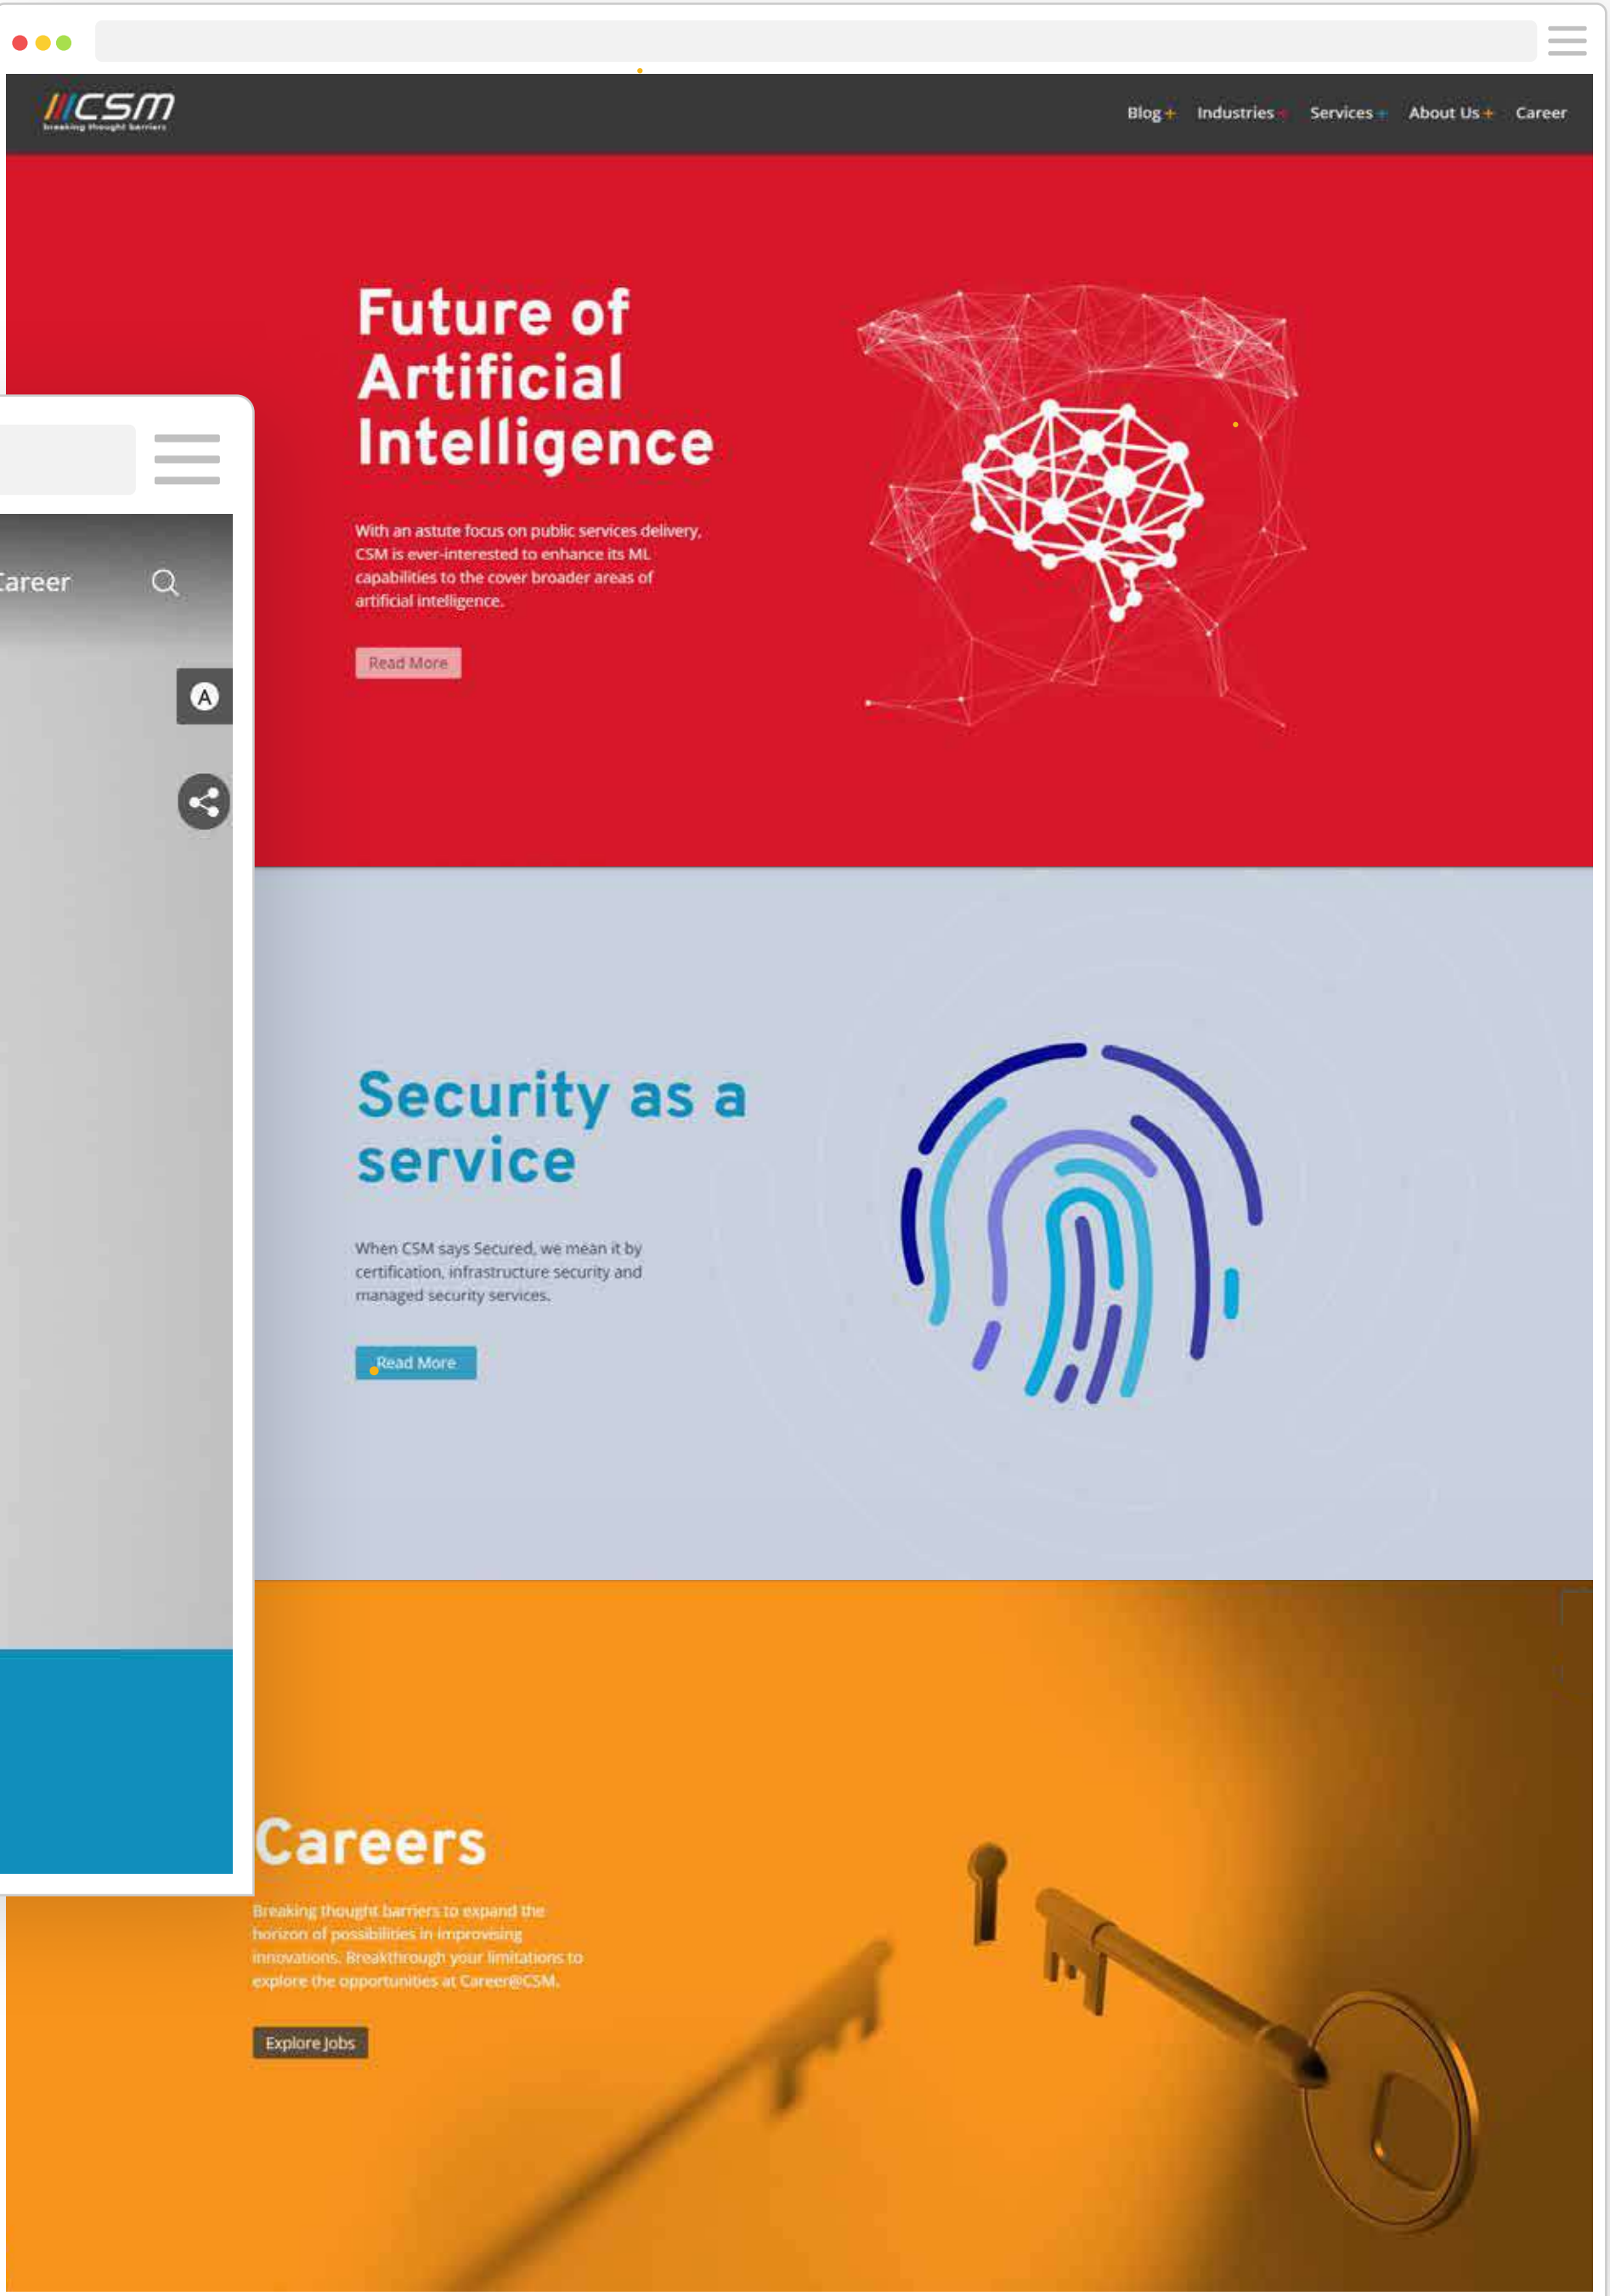 CSM
breaking thought barriers
Blog + Industries + Services + About Us + Career
Future of
Artificial
Intelligence
With an astute focus on public services delivery,
CSM is ever-interested to enhance its ML
capabilities to the cover broader areas of
artificial intelligence.
Read More
Career
A
Security as a
service
When CSM says Secured, we mean it by
certification, infrastructure security and
managed security services.
Read More
Careers
Breaking thought barriers to expand the
horizon of possibilities in improvising
innovations. Breakthrough your limitations to
explore the opportunities at Career@CSM.
Explore Jobs